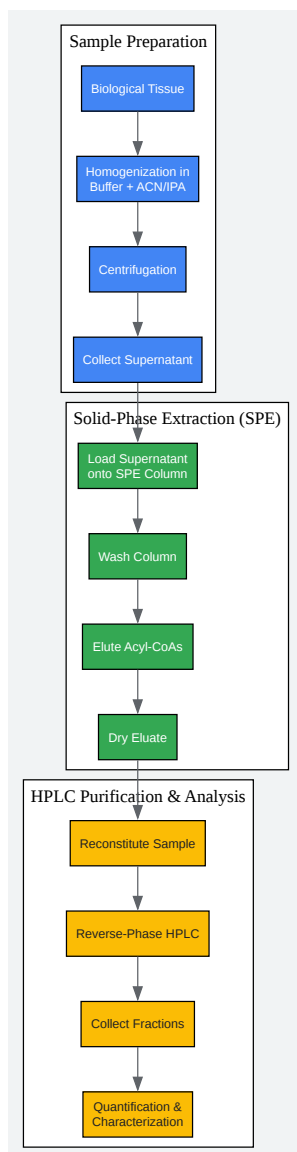 Sample Preparation
Biological Tissue
Homogenization in
Buffer + ACN/IPA
Centrifugation
Collect Supernatant
Solid-Phase Extraction (SPE)
Load Supernatant
onto SPE Column
Wash Column
Elute Acyl-CoAs
Dry Eluate
HPLC Purification & Analysis
Reconstitute Sample
Reverse-Phase HPLC
Collect Fractions
Quantification &
Characterization